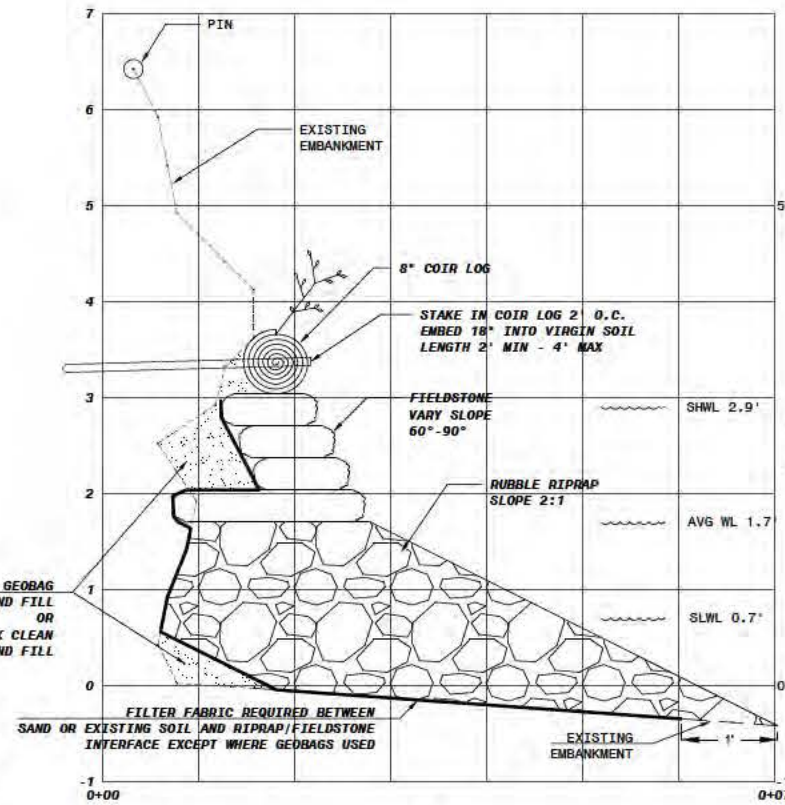 7
PIN
6
EXISTING
EMBANKMENT
5
5
8" COIR LOG
4
STAKE IN COIR LOG 2' O.C.
EMBED 18" INTO VIRGIN SOIL
LENGTH 2' MIN - 4' MAX
3
FIELDSTONE
VARY SLOPE
60°-90°
SHWL 2.9'
RUBBLE RIPRAP
SLOPE 2:1
2
AVG WL 1.7'
1
GEOBAG
FILL
OR
CLEAN
FILL
SLWL 0.7'
0
0
FILTER FABRIC REQUIRED BETWEEN
SAND OR EXISTING SOIL AND RIPRAP/FIELDSTONE
INTERFACE EXCEPT WHERE GEOBAGS USED
EXISTING
EMBANKMENT
1'
-1
0+00